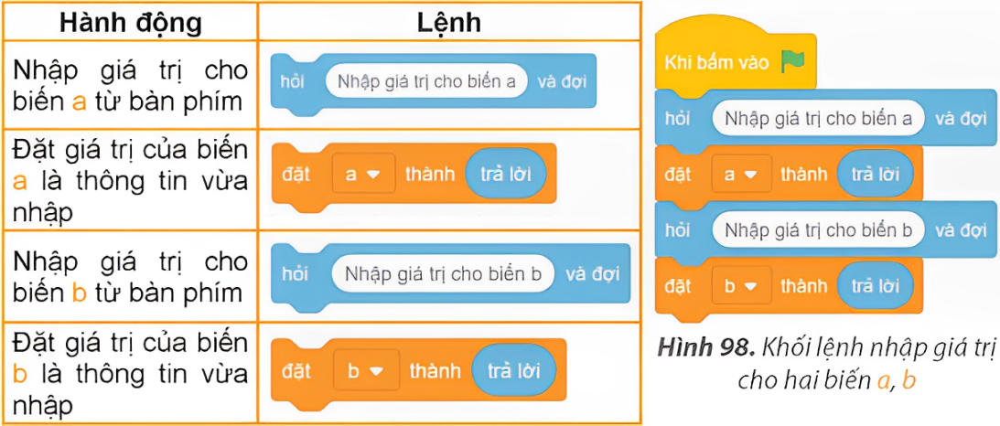 Hành động
Lệnh
Nhập giá trị cho
biến a từ bàn phím
hỏi Nhập giá trị cho biến a và đợi
Đặt giá trị của biến
a là thông tin vừa
nhập
đặt a thành trả lời
Nhập giá trị cho
biến b từ bàn phím
hỏi Nhập giá trị cho biến b và đợi
Đặt giá trị của biến
b là thông tin vừa
nhập
đặt b thành trả lời
Khi bấm vào
hỏi Nhập giá trị cho biến a và đợi
đặt a thành trả lời
hỏi Nhập giá trị cho biến b và đợi
đặt b thành trả lời
Hình 98. Khối lệnh nhập giá trị
cho hai biến a, b